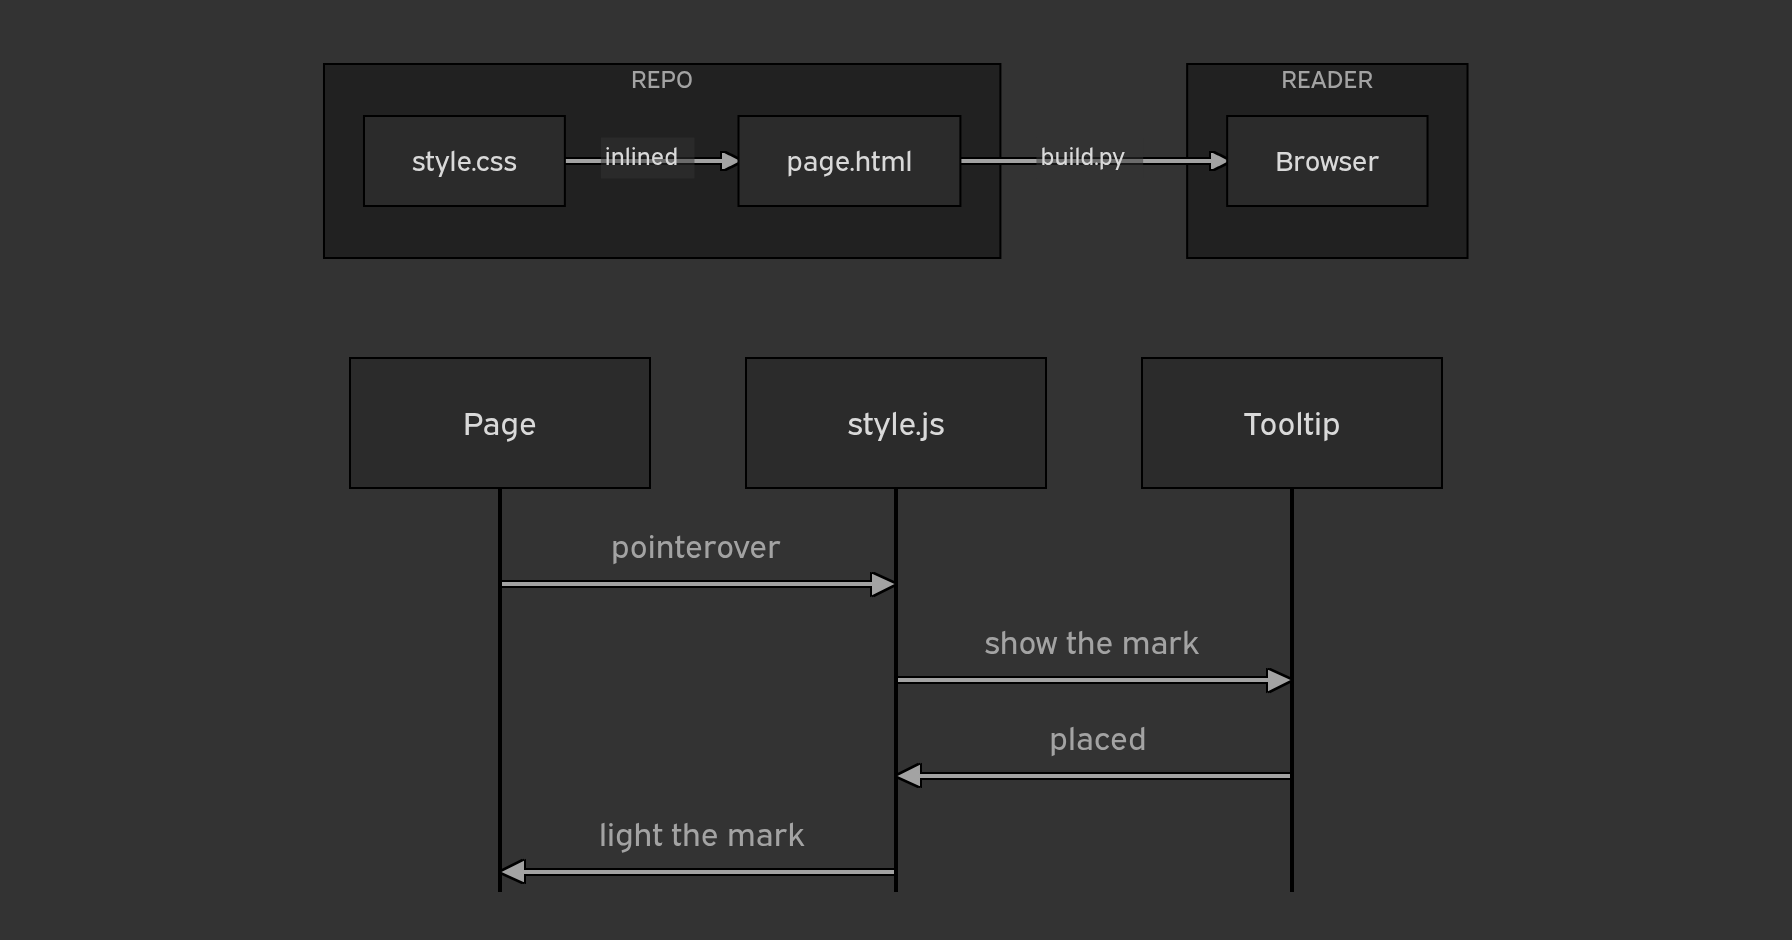 REPO
READER
style.css
inlined
page.html
build.py
Browser
Page
style.js
Tooltip
pointerover
show the mark
placed
light the mark